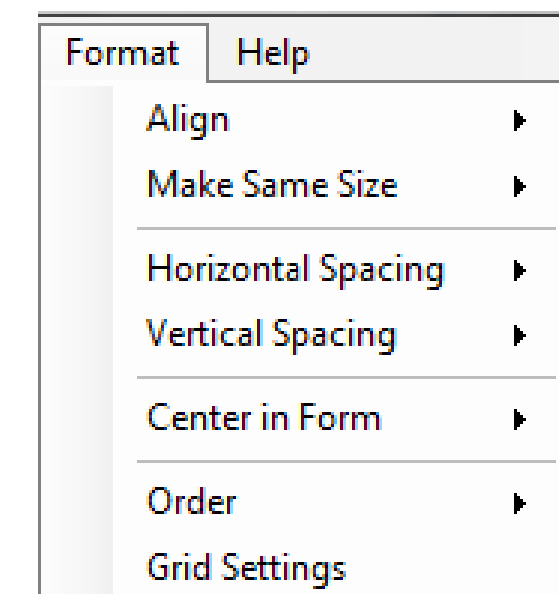 Format Help
Align
Make Same Size
Horizontal Spacing
Vertical Spacing
Center in Form
Order
Grid Settings